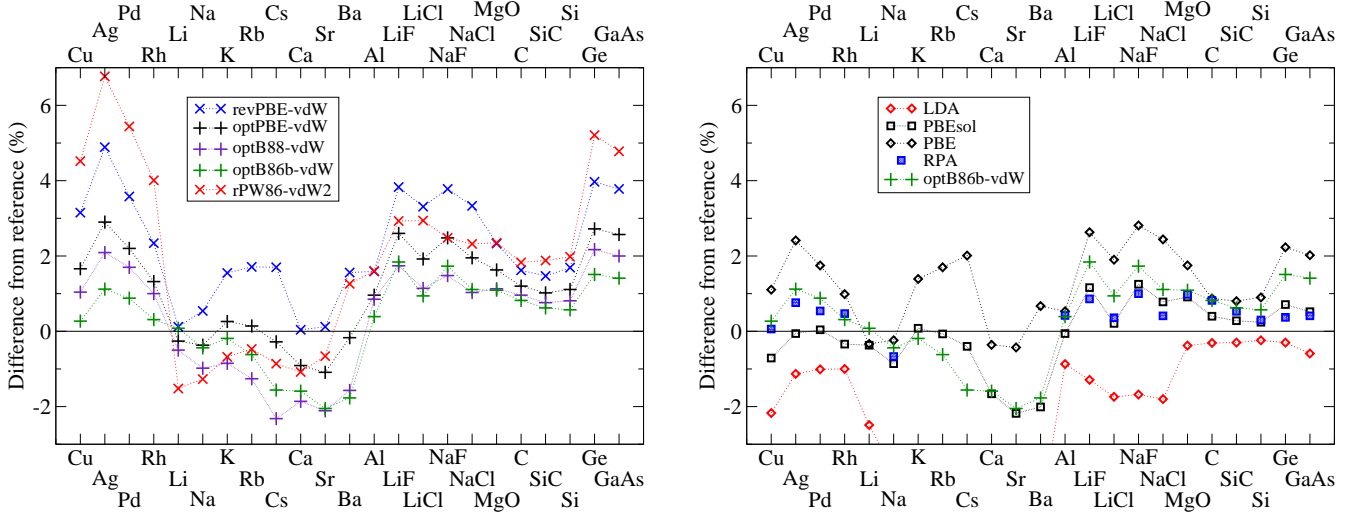 Pd Na Rb Cs Sr Ba LiCl MgO SiC Si
Ag Li LiF NaCl GaAs
Cu Rh K Ca Al NaF C Ge
Difference from reference (%)
6
4
2
0
-2
revPBE-vdW
optPBE-vdW
optB88-vdW
optB86b-vdW
rPW86-vdW2
Cu Rh K Ca Al NaF C Ge
Ag Li Rb Sr LiF NaCl SiC GaAs
Pd Na Cs Ba LiCl MgO Si
Pd Na Cs Ba LiCl MgO Si
Ag Li Rb Sr LiF NaCl SiC GaAs
Cu Rh K Ca Al NaF C Ge
Difference from reference (%)
6
4
2
0
-2
LDA
PBEsol
PBE
RPA
optB86b-vdW
Cu Rh K Ca Al NaF C Ge
Ag Li Rb Sr LiF NaCl SiC GaAs
Pd Na Cs Ba LiCl MgO Si